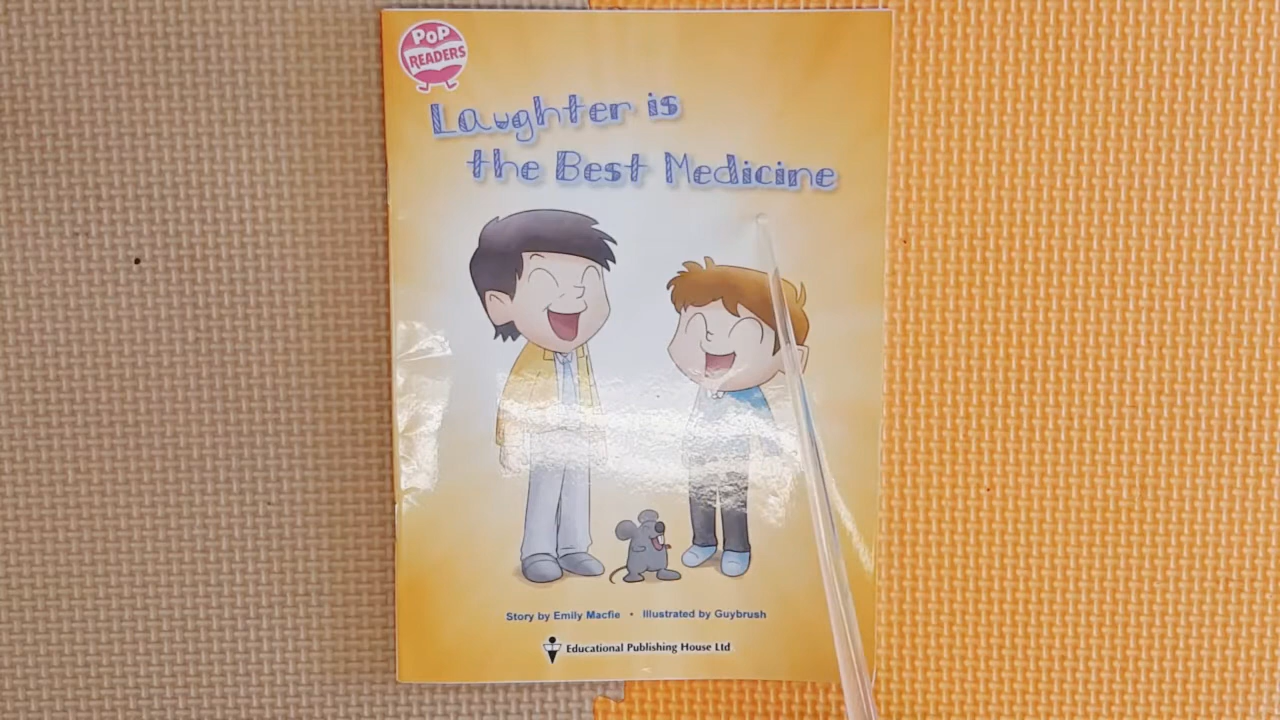 PoP
READERS
Laughter is
the Best Medicine
Story by Emily Macfie • Illustrated by Guybrush
Educational Publishing House Ltd